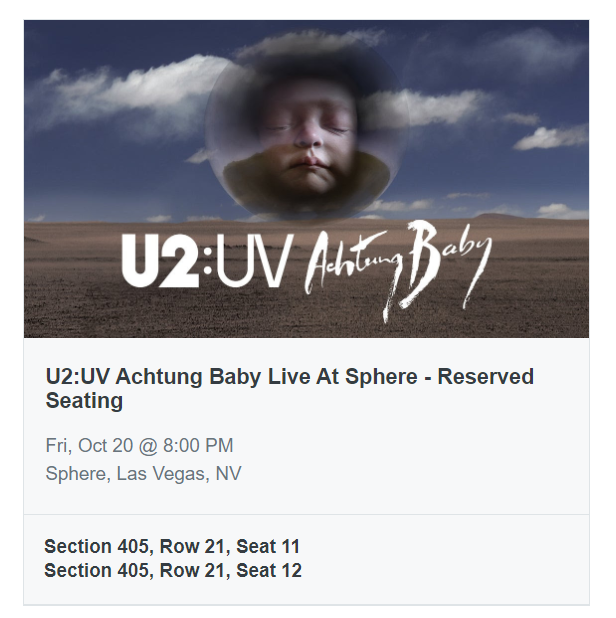 U2:UV Achtung Baby
U2:UV Achtung Baby Live At Sphere - Reserved
Seating
Fri, Oct 20 @ 8:00 PM
Sphere, Las Vegas, NV
Section 405, Row 21, Seat 11
Section 405, Row 21, Seat 12